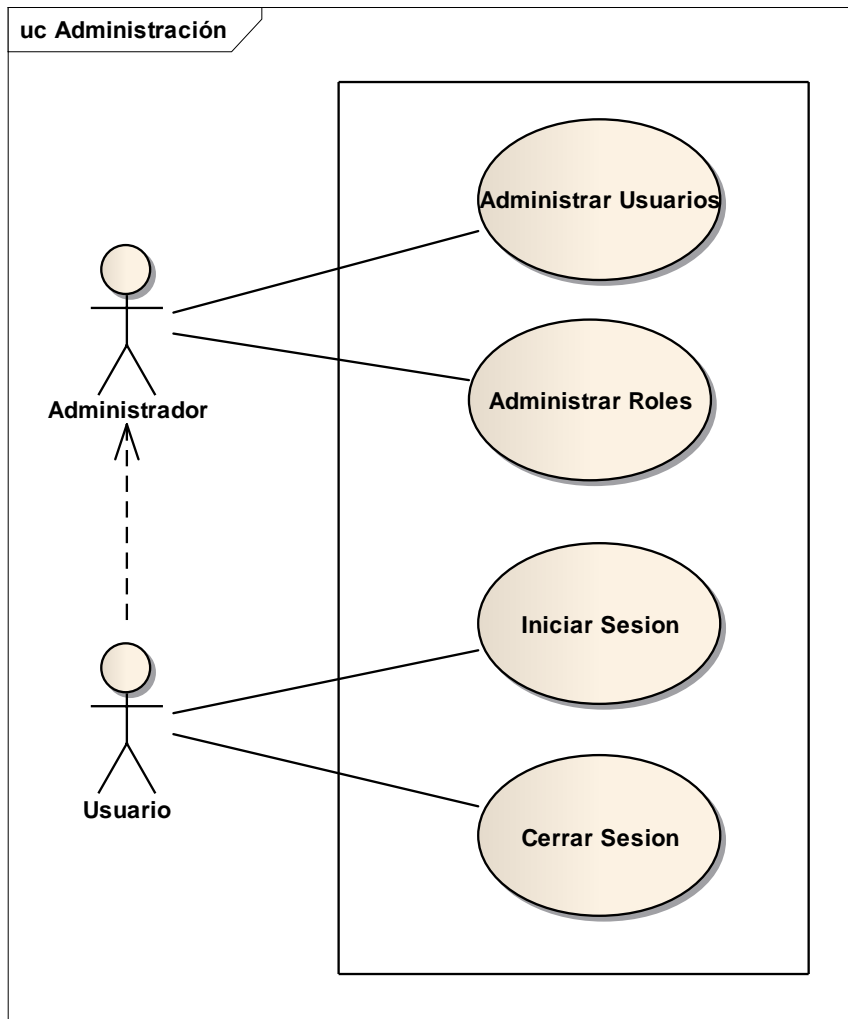 uc Administración
Administrar Usuarios
Administrar Roles
Administrador
Iniciar Sesion
Usuario
Cerrar Sesion